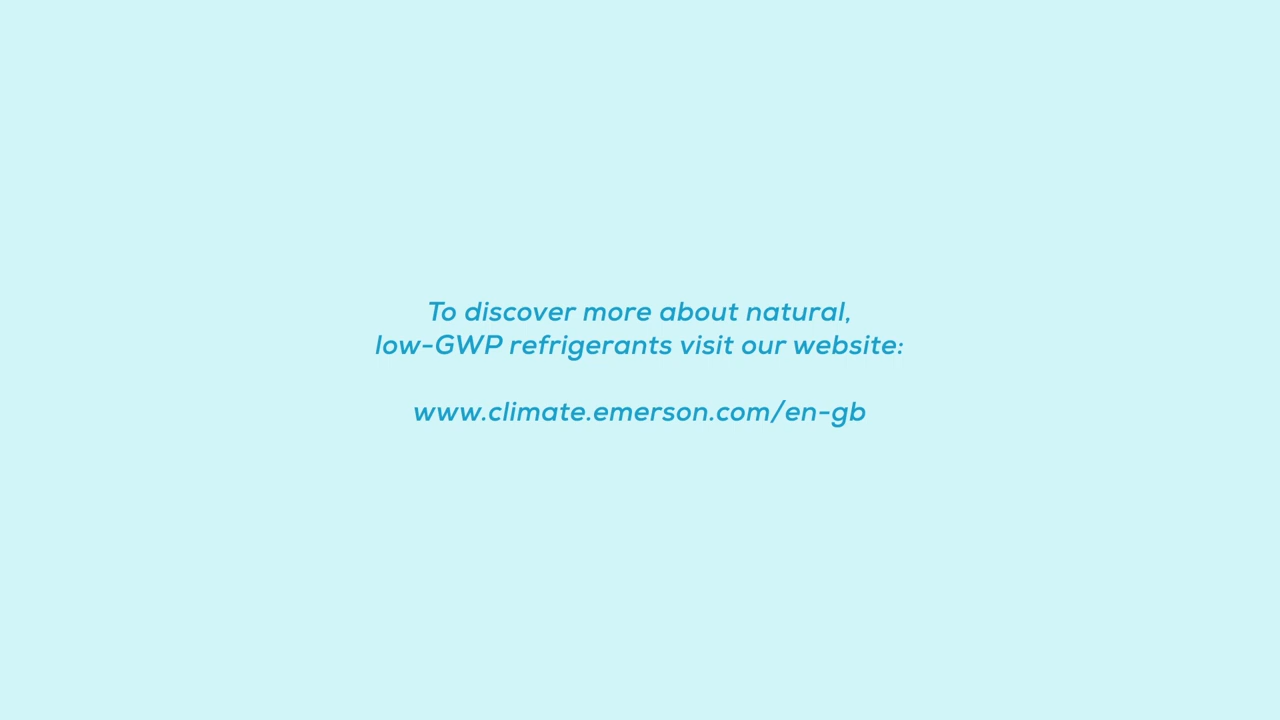 To discover more about natural,
low-GWP refrigerants visit our website:
www.climate.emerson.com/en-gb